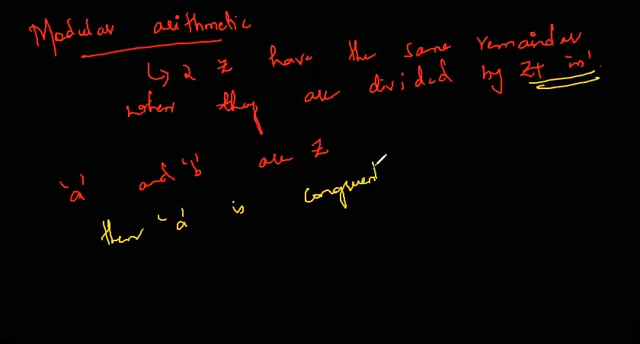 Modular arithmetic
↳ 2 Z have the same remainder
when they are divided by Z+ 'm'
'a' and 'b' are Z
then 'a' is congruent